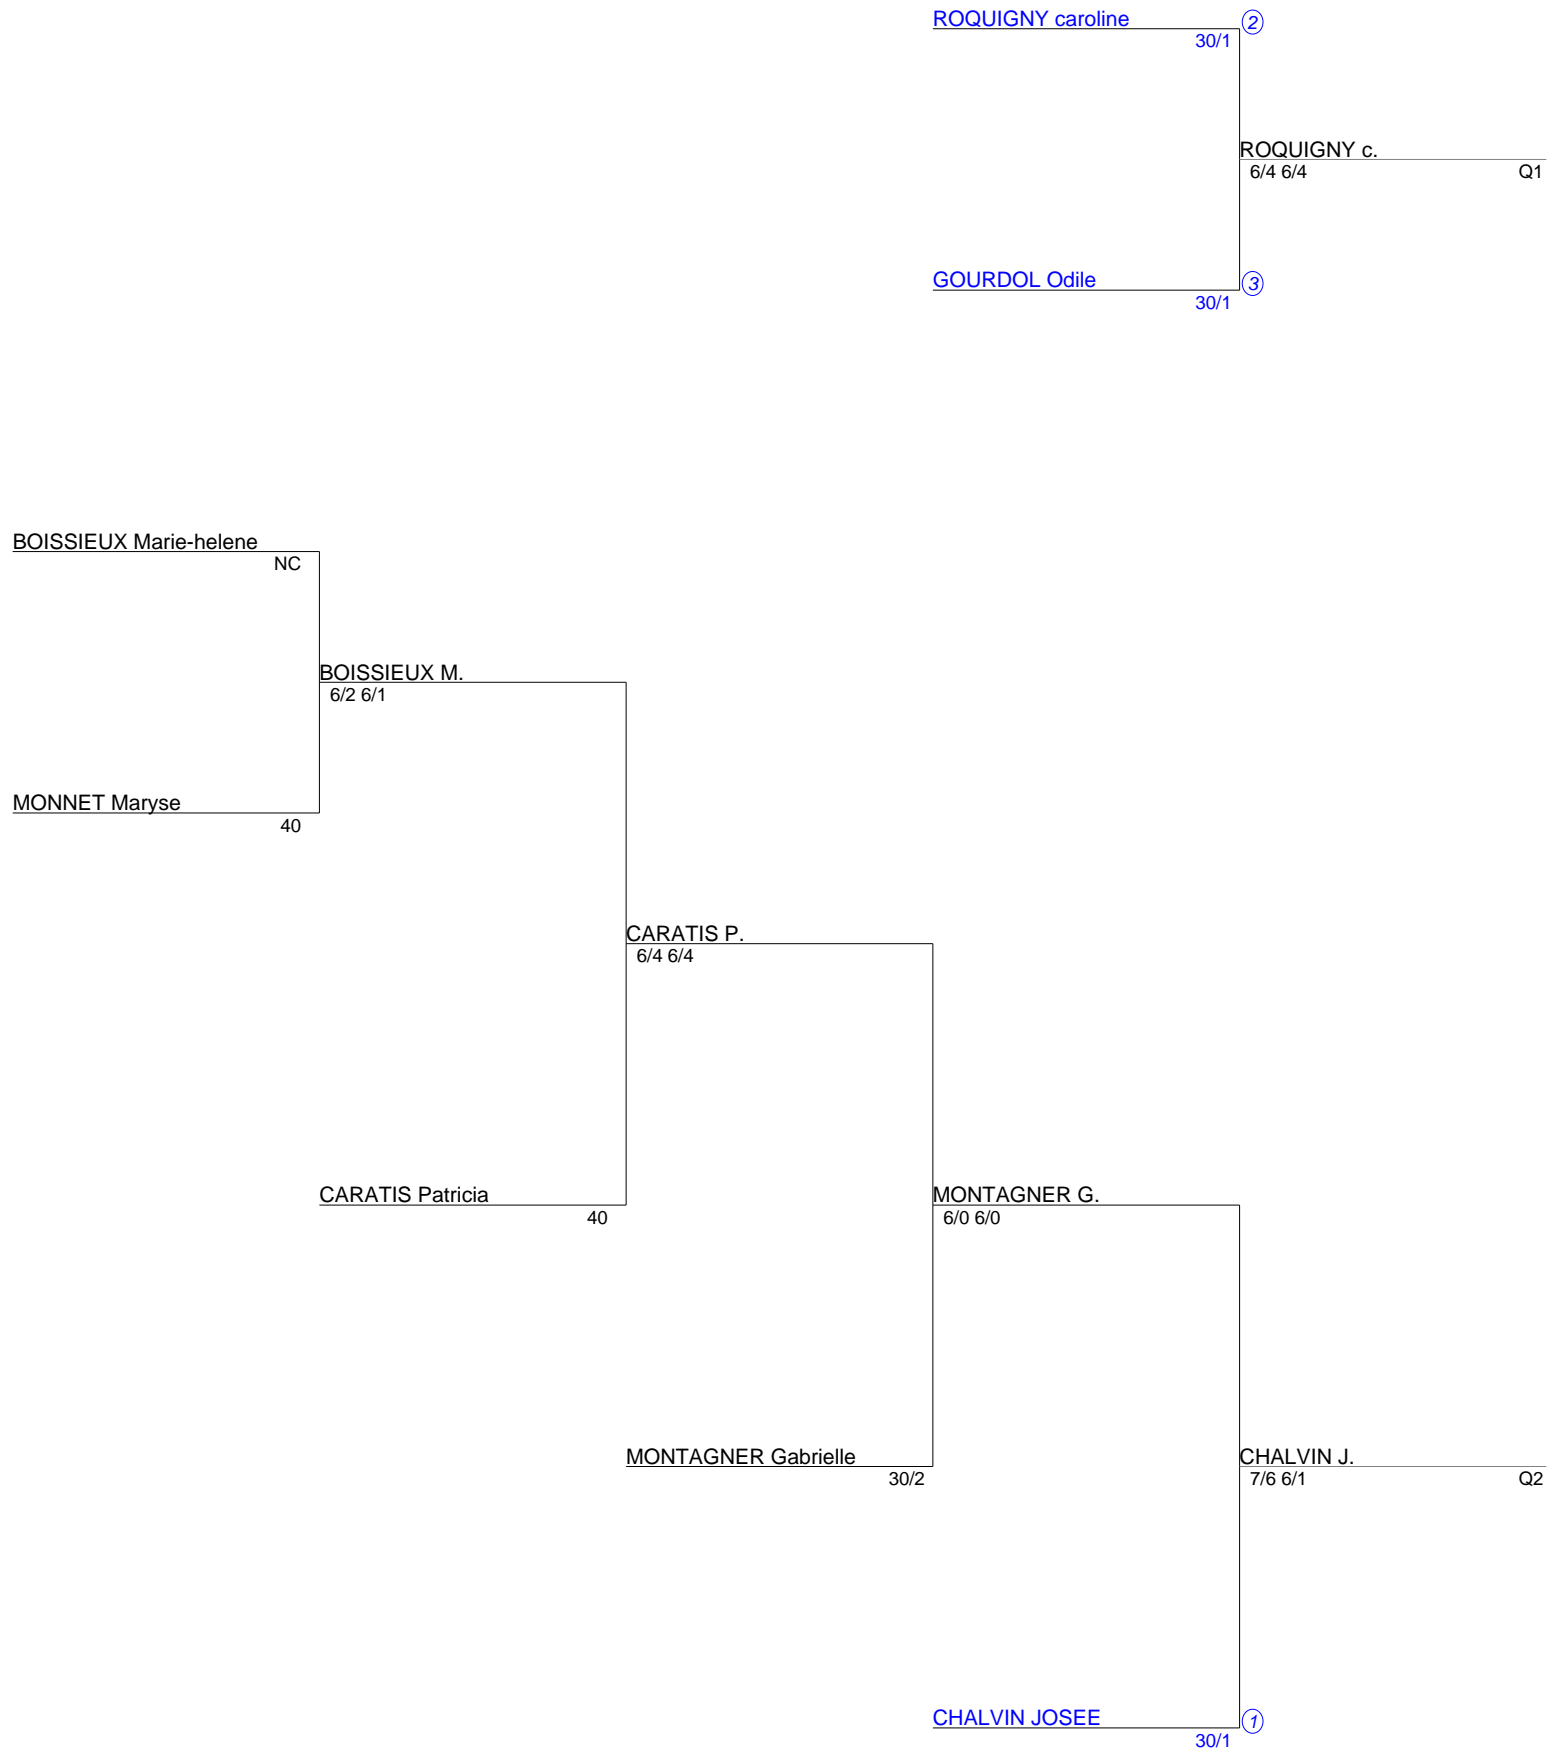 ROQUIGNY caroline 2
30/1
ROQUIGNY c.
6/4 6/4 Q1
GOURDOL Odile 3
30/1
BOISSIEUX Marie-helene
NC
BOISSIEUX M.
6/2 6/1
MONNET Maryse
40
CARATIS P.
6/4 6/4
CARATIS Patricia
40
MONTAGNER G.
6/0 6/0
MONTAGNER Gabrielle
30/2
CHALVIN J.
7/6 6/1 Q2
CHALVIN JOSEE 1
30/1